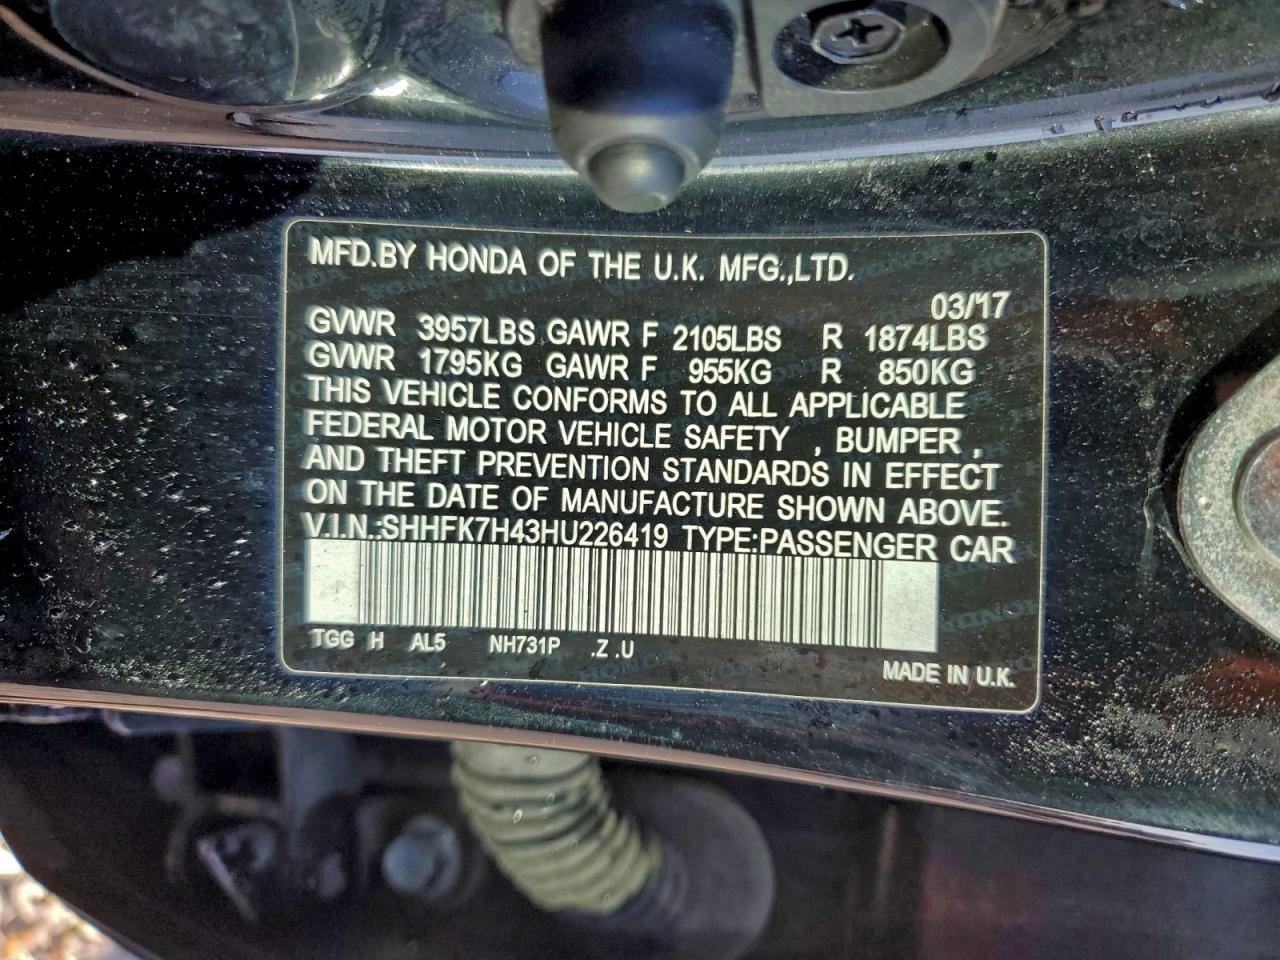 MFD.BY HONDA OF THE U.K. MFG.,LTD.
03/'17
GVWR 3957LBS GAWR F 2105LBS R 1874LBS
GVWR 1795KG GAWR F 955KG R 850KG
THIS VEHICLE CONFORMS TO ALL APPLICABLE
FEDERAL MOTOR VEHICLE SAFETY , BUMPER ,
AND THEFT PREVENTION STANDARDS IN EFFECT
ON THE DATE OF MANUFACTURE SHOWN ABOVE.
V.I.N.:SHHFK7H43HU226419 TYPE:PASSENGER CAR
TGG H AL5 NH731P .Z .U
MADE IN U.K.